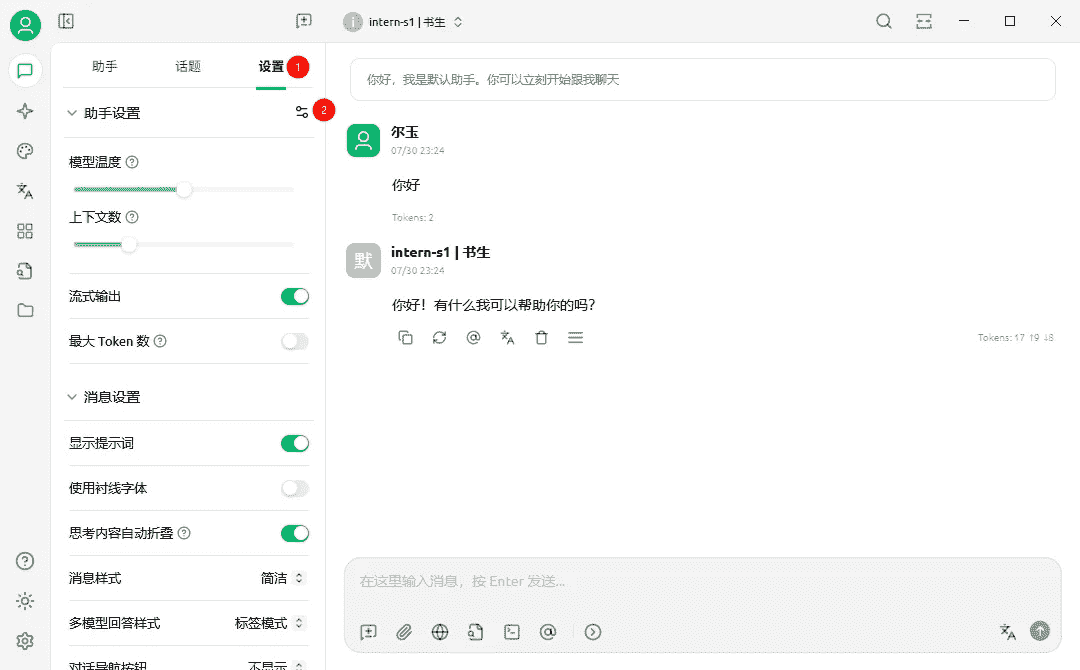 intern-s1 | 书生
助手
话题
设置
1
助手设置
2
模型温度
上下文数
流式输出
最大 Token 数
消息设置
显示提示词
使用衬线字体
思考内容自动折叠
消息样式
简洁
多模型回答样式
标签模式
对话导航按钮
不显示
你好，我是默认助手。你可以立刻开始跟我聊天
尔玉
07/30 23:24
你好
Tokens: 2
默
intern-s1 | 书生
07/30 23:24
你好！有什么我可以帮助你的吗？
在这里输入消息，按 Enter 发送...